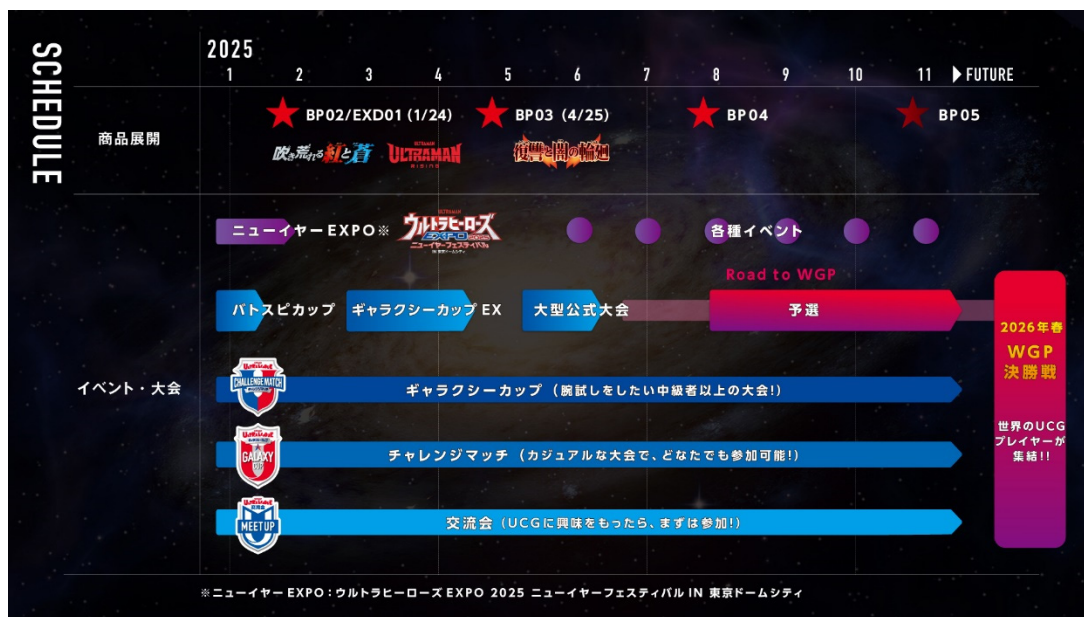 SCHEDULE
2025
1 2 3 4 5 6 7 8 9 10 11 ▶FUTURE
商品展開
★ BP02/EXD01 (1/24) ★ BP03 (4/25) ★ BP04 ★ BP05
吹き荒れる紅と蒼 ULTRAMAN RISING 復讐と闇の輪廻
イベント・大会
ニューイヤーEXPO※ ウルトラヒーローズ EXPO ニューイヤーフェスティバル IN 東京ドームシティ 各種イベント
Road to WGP
バトスピカップ ギャラクシーカップEX 大型公式大会 予選
CHALLENGE MATCH ギャラクシーカップ（腕試しをしたい中級者以上の大会!）
GALAXY CUP チャレンジマッチ（カジュアルな大会で、どなたでも参加可能!）
MEETUP 交流会（UCGに興味をもったら、まずは参加!）
2026年春
WGP
決勝戦
世界のUCG
プレイヤーが
集結!!
※ニューイヤーEXPO：ウルトラヒーローズEXPO 2025 ニューイヤーフェスティバルIN 東京ドームシティ